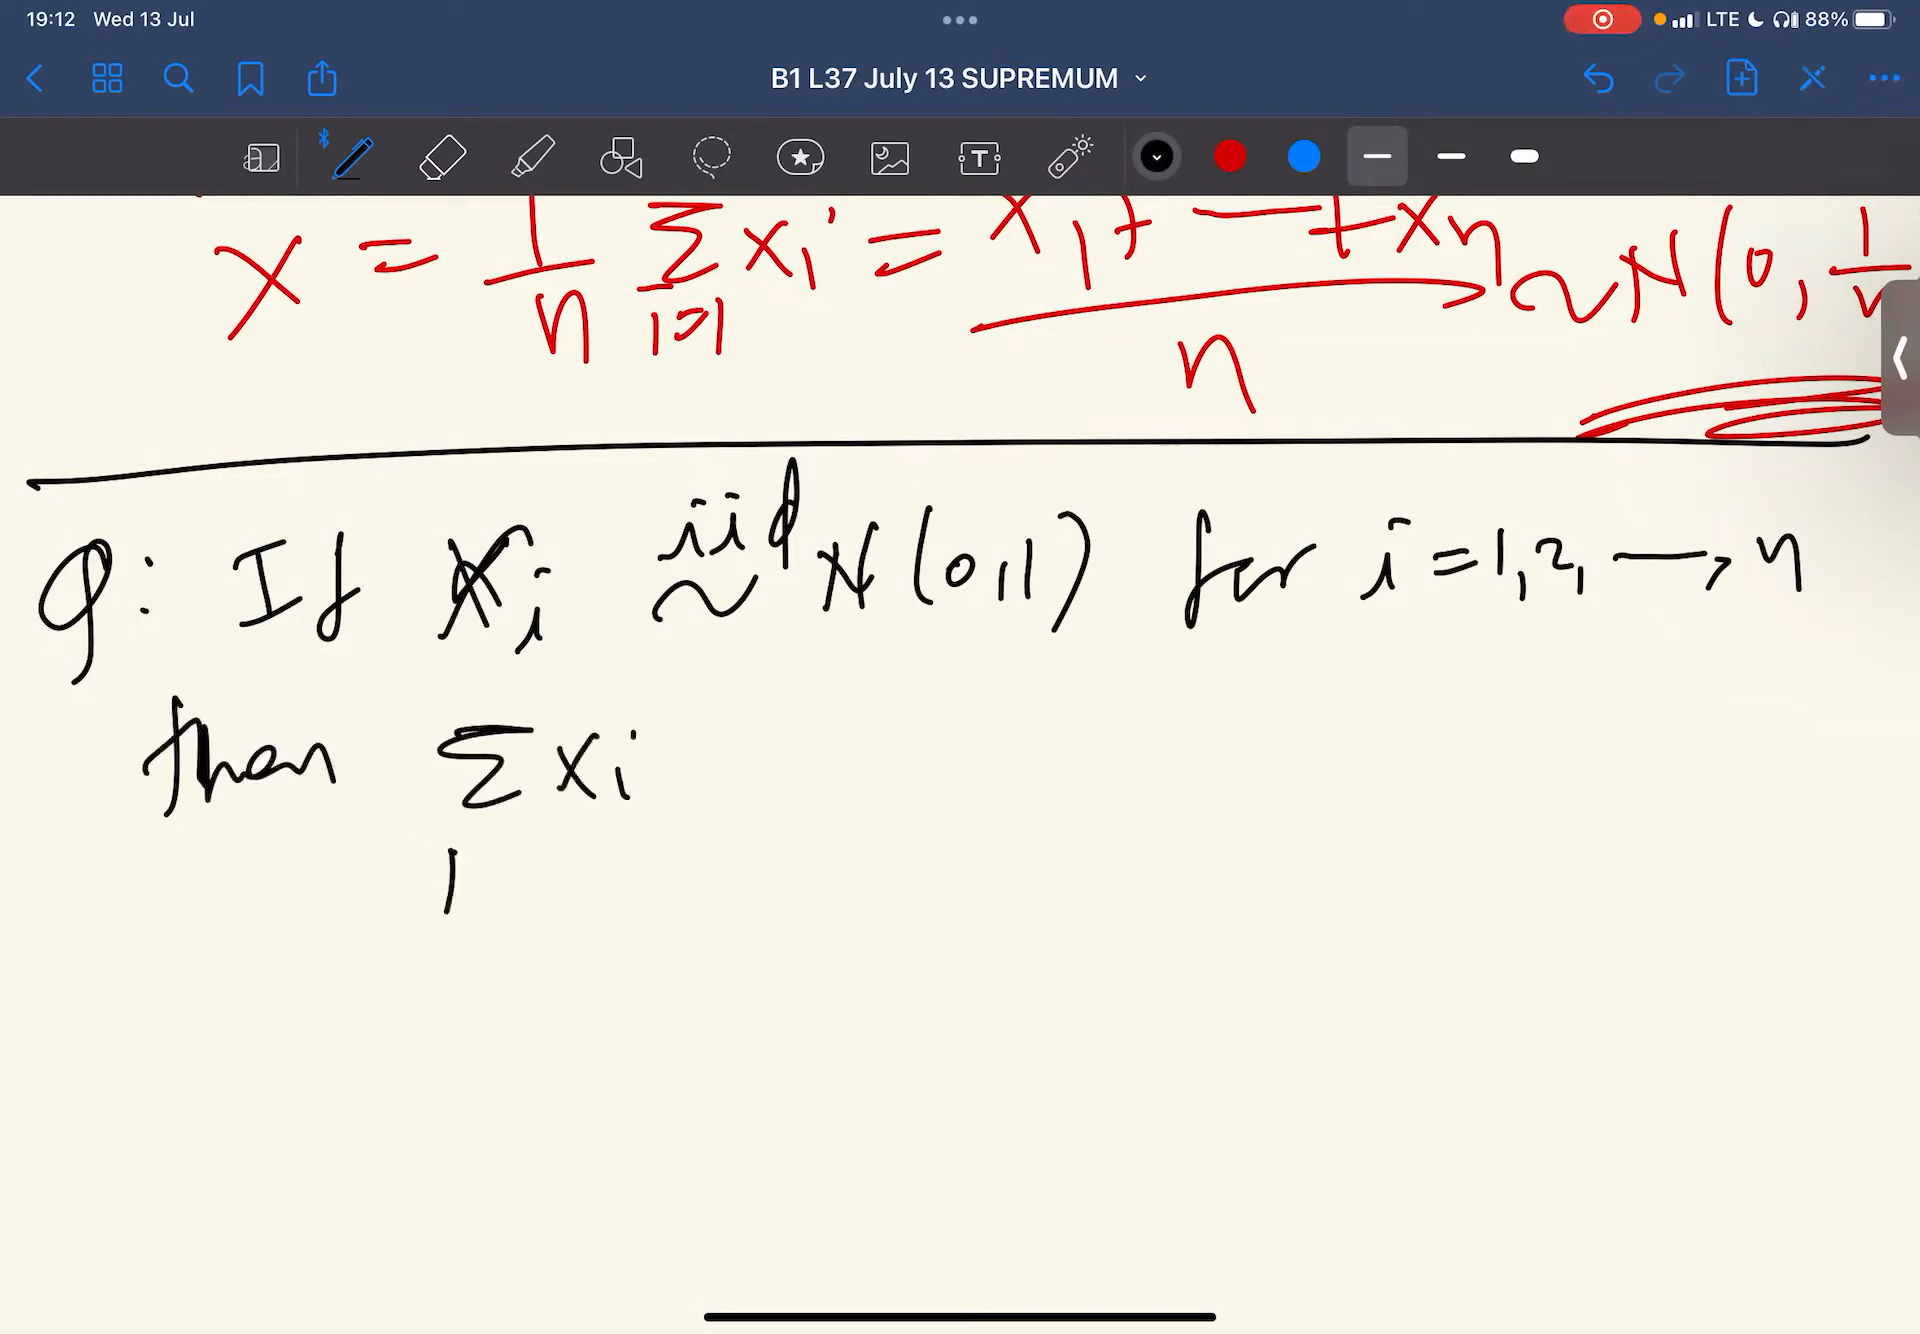 19:12 Wed 13 Jul
LTE 88%
B1 L37 July 13 SUPREMUM
T
X = 1/n Σ i=1 Xi = X1 + — + Xn / n ~ N(0, 1/n
Q: If Xi iid ~ N(0,1) for i = 1, 2, —, n
then Σ Xi
1